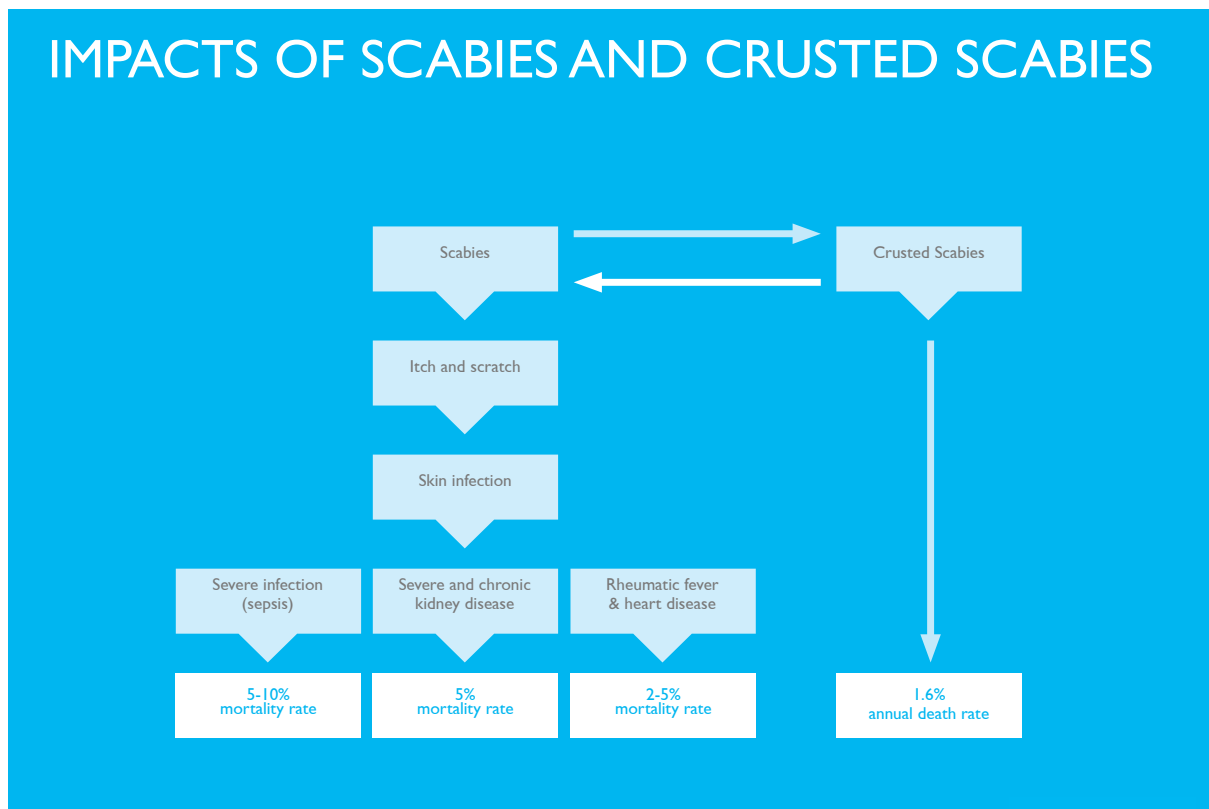 IMPACTS OF SCABIES AND CRUSTED SCABIES
Scabies
Crusted Scabies
Itch and scratch
Skin infection
Severe infection
(sepsis)
Severe and chronic
kidney disease
Rheumatic fever
& heart disease
5-10%
mortality rate
5%
mortality rate
2-5%
mortality rate
1.6%
annual death rate